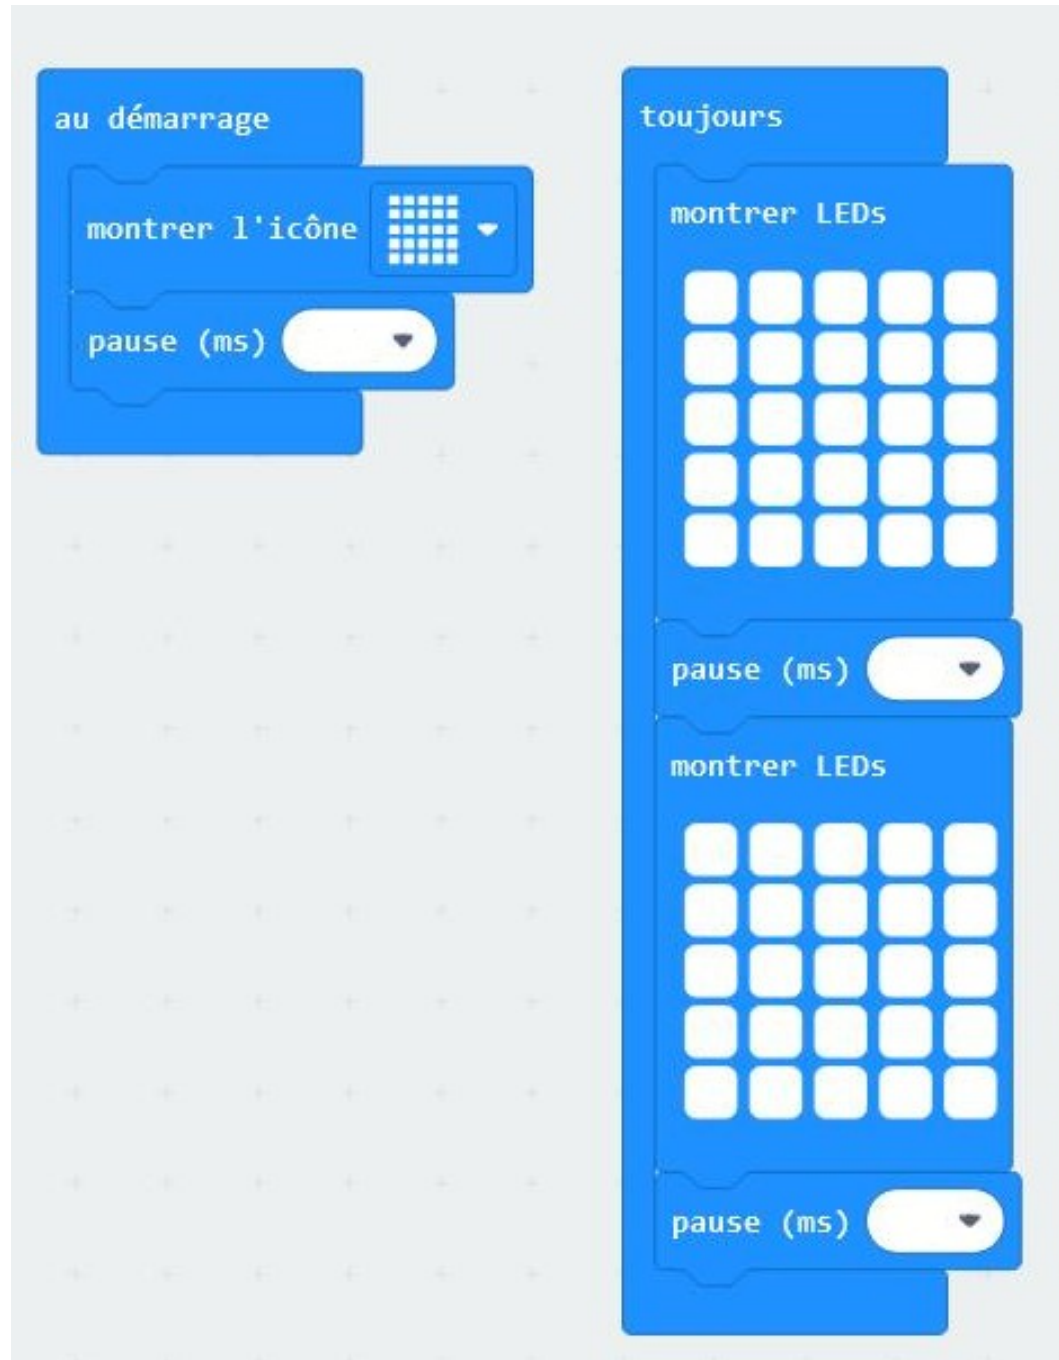 au démarrage
montrer l'icône
pause (ms)
toujours
montrer LEDs
pause (ms)
montrer LEDs
pause (ms)